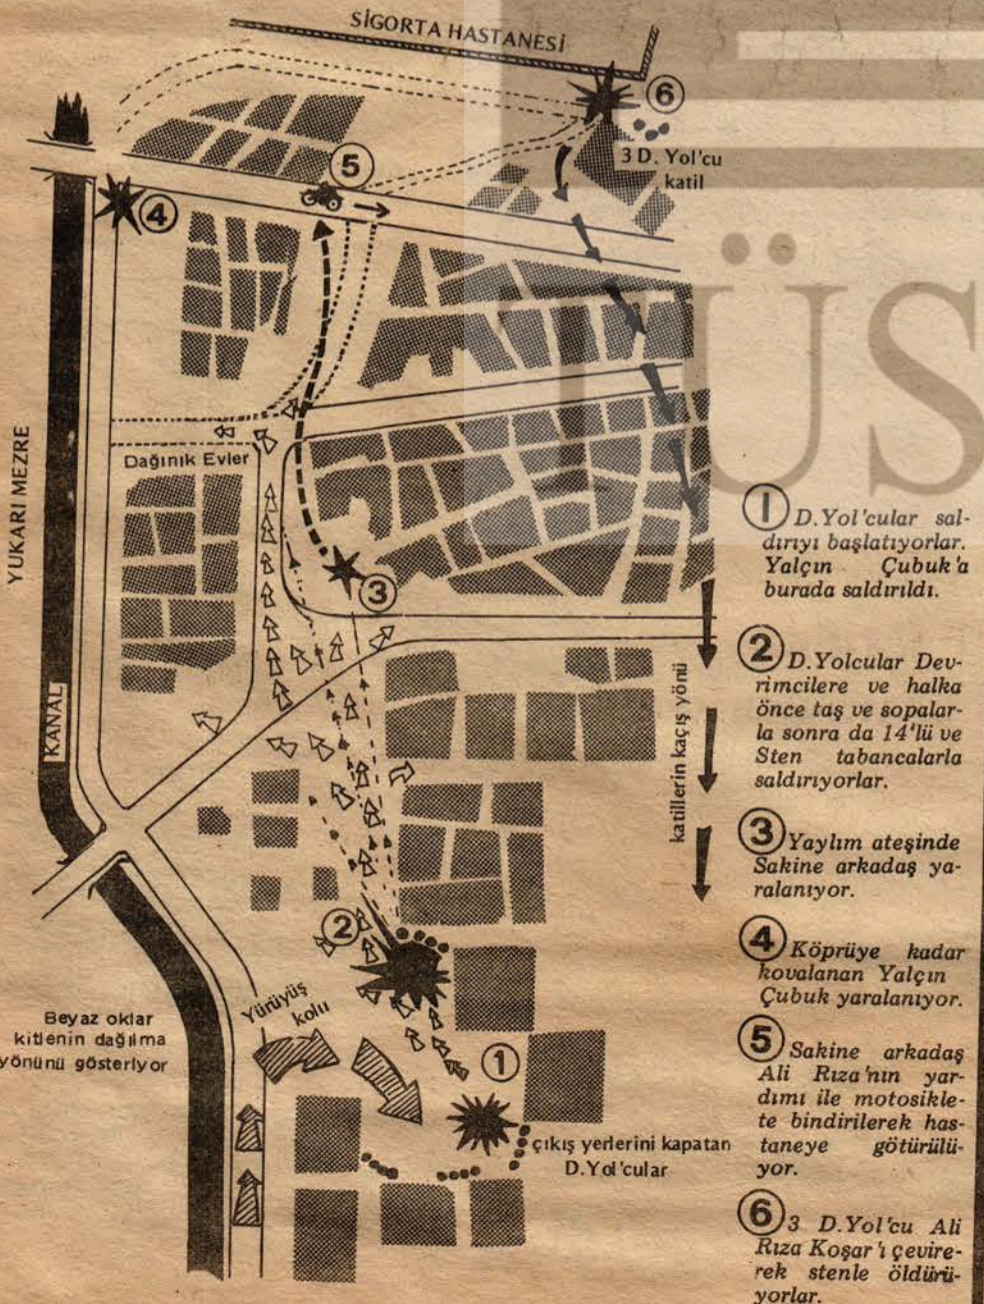 SİGORTA HASTANESİ
6
3 D. Yol'cu
katil
5
4
ÜS
YUKARI MEZRE
Dağınık Evler
3
KANAL
katillerin kaçış yönü
2
Beyaz oklar
kitlenin dağılma
yönünü gösteriyor
Yürüyüş
kolu
1
çıkış yerlerini kapatan
D.Yol'cular
1 D.Yol'cular sal-
dırıyı başlatıyorlar.
Yalçın Çubuk'a
burada saldırıldı.
2 D.Yolcular Dev-
rimcilere ve halka
önce taş ve sopalar-
la sonra da 14'lü ve
Sten tabancalarla
saldırıyorlar.
3 Yaylım ateşinde
Sakine arkadaş ya-
ralanıyor.
4 Köprüye kadar
kovalanan Yalçın
Çubuk yaralanıyor.
5 Sakine arkadaş
Ali Rıza'nın yar-
dımı ile motosikle-
te bindirilerek has-
taneye götürülü-
yor.
6 3 D.Yol'cu Ali
Rıza Koşar'ı çevire-
rek stenle öldürü-
yorlar.